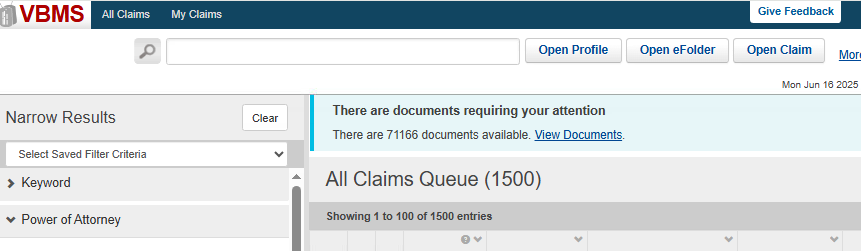 VBMS All Claims My Claims Give Feedback
Open Profile Open eFolder Open Claim More
Mon Jun 16 2025
Narrow Results Clear
Select Saved Filter Criteria
Keyword
Power of Attorney
There are documents requiring your attention
There are 71166 documents available. View Documents.
All Claims Queue (1500)
Showing 1 to 100 of 1500 entries